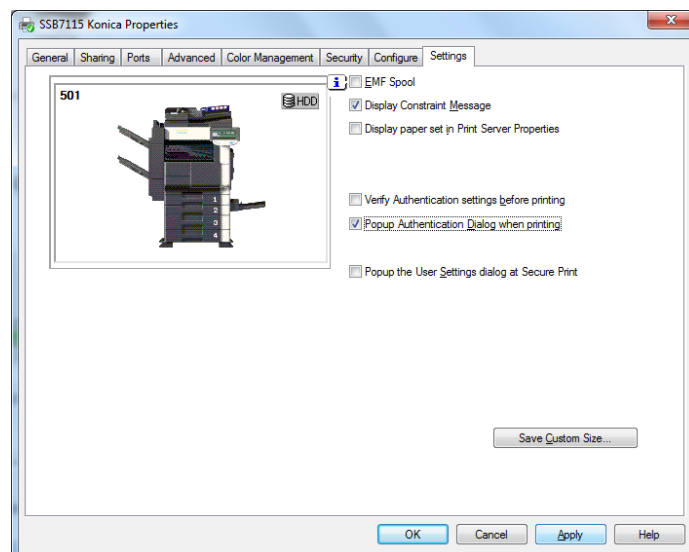 SSB7115 Konica Properties
General Sharing Ports Advanced Color Management Security Configure Settings
501
HDD
EMF Spool
Display Constraint Message
Display paper set in Print Server Properties
Verify Authentication settings before printing
Popup Authentication Dialog when printing
Popup the User Settings dialog at Secure Print
1
2
3
4
Save Custom Size...
OK Cancel Apply Help